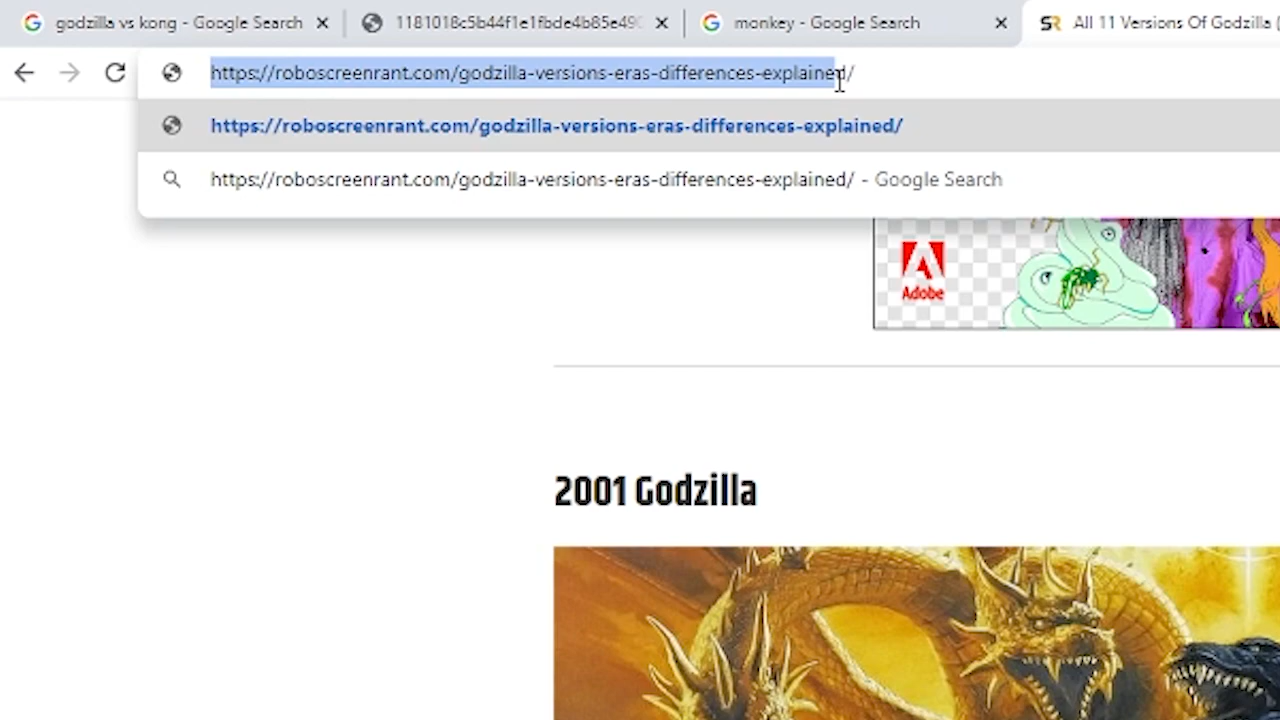 godzilla vs kong - Google Search
monkey - Google Search
All 11 Versions Of Godzilla (
https://roboscreenrant.com/godzilla-versions-eras-differences-explained/
https://roboscreenrant.com/godzilla-versions-eras-differences-explained/
https://roboscreenrant.com/godzilla-versions-eras-differences-explained/ - Google Search
Adobe
2001 Godzilla